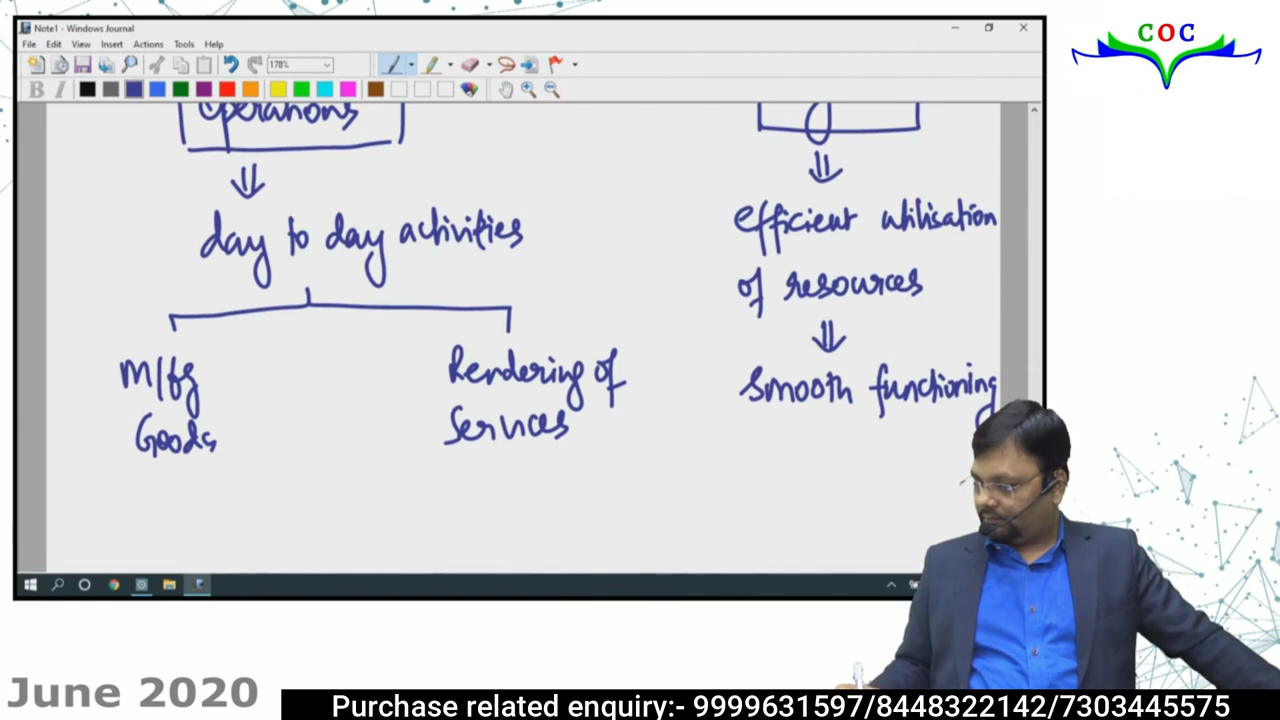 Note1 - Windows Journal
File Edit View Insert Actions Tools Help
178%
B I
COC
Operations
day to day activities
M/fg
Goods
Rendering of
Services
efficient utilisation
of resources
Smooth functioning
June 2020
Purchase related enquiry:- 9999631597/8448322142/7303445575